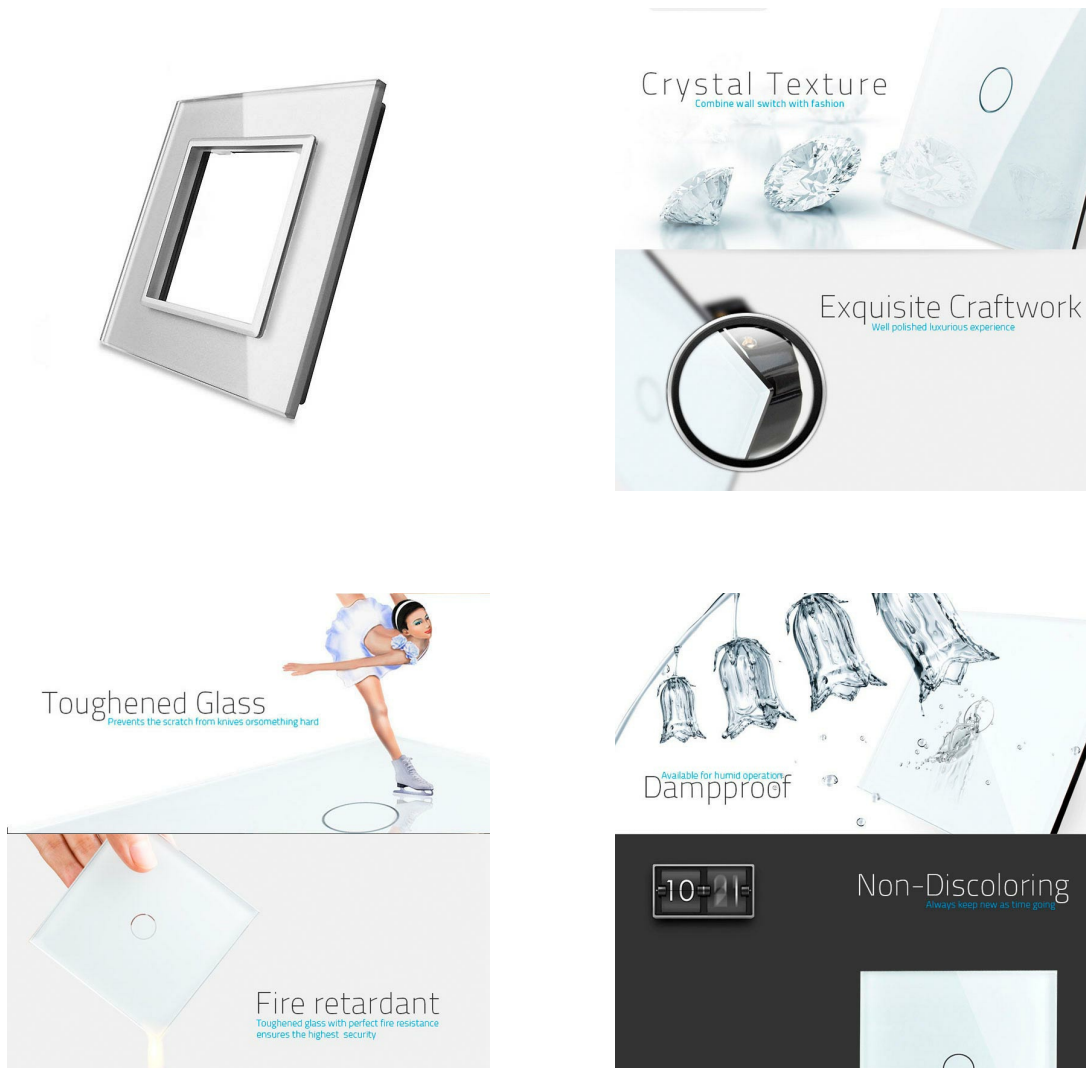 Crystal Texture
Combine wall switch with fashion
Exquisite Craftwork
Well polished luxurious experience
Toughened Glass
Prevents the scratch from knives orsomething hard
Fire retardant
Toughened glass with perfect fire resistance
ensures the highest security
Available for humid operation
Dampproof
10 21
Non-Discoloring
Always keep new as time going